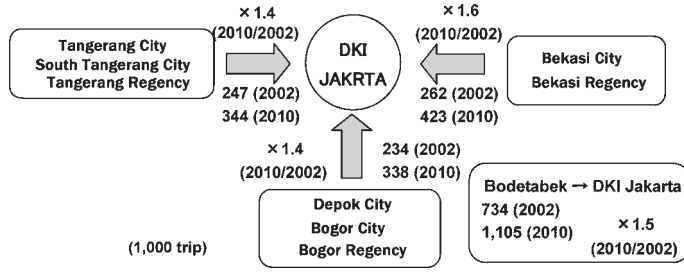 × 1.4
(2010/2002)
Tangerang City
South Tangerang City
Tangerang Regency
247 (2002)
344 (2010)
DKI
JAKRTA
× 1.6
(2010/2002)
Bekasi City
Bekasi Regency
262 (2002)
423 (2010)
× 1.4
(2010/2002)
234 (2002)
338 (2010)
Depok City
Bogor City
Bogor Regency
Bodetabek → DKI Jakarta
734 (2002)
1,105 (2010)
× 1.5
(2010/2002)
(1,000 trip)